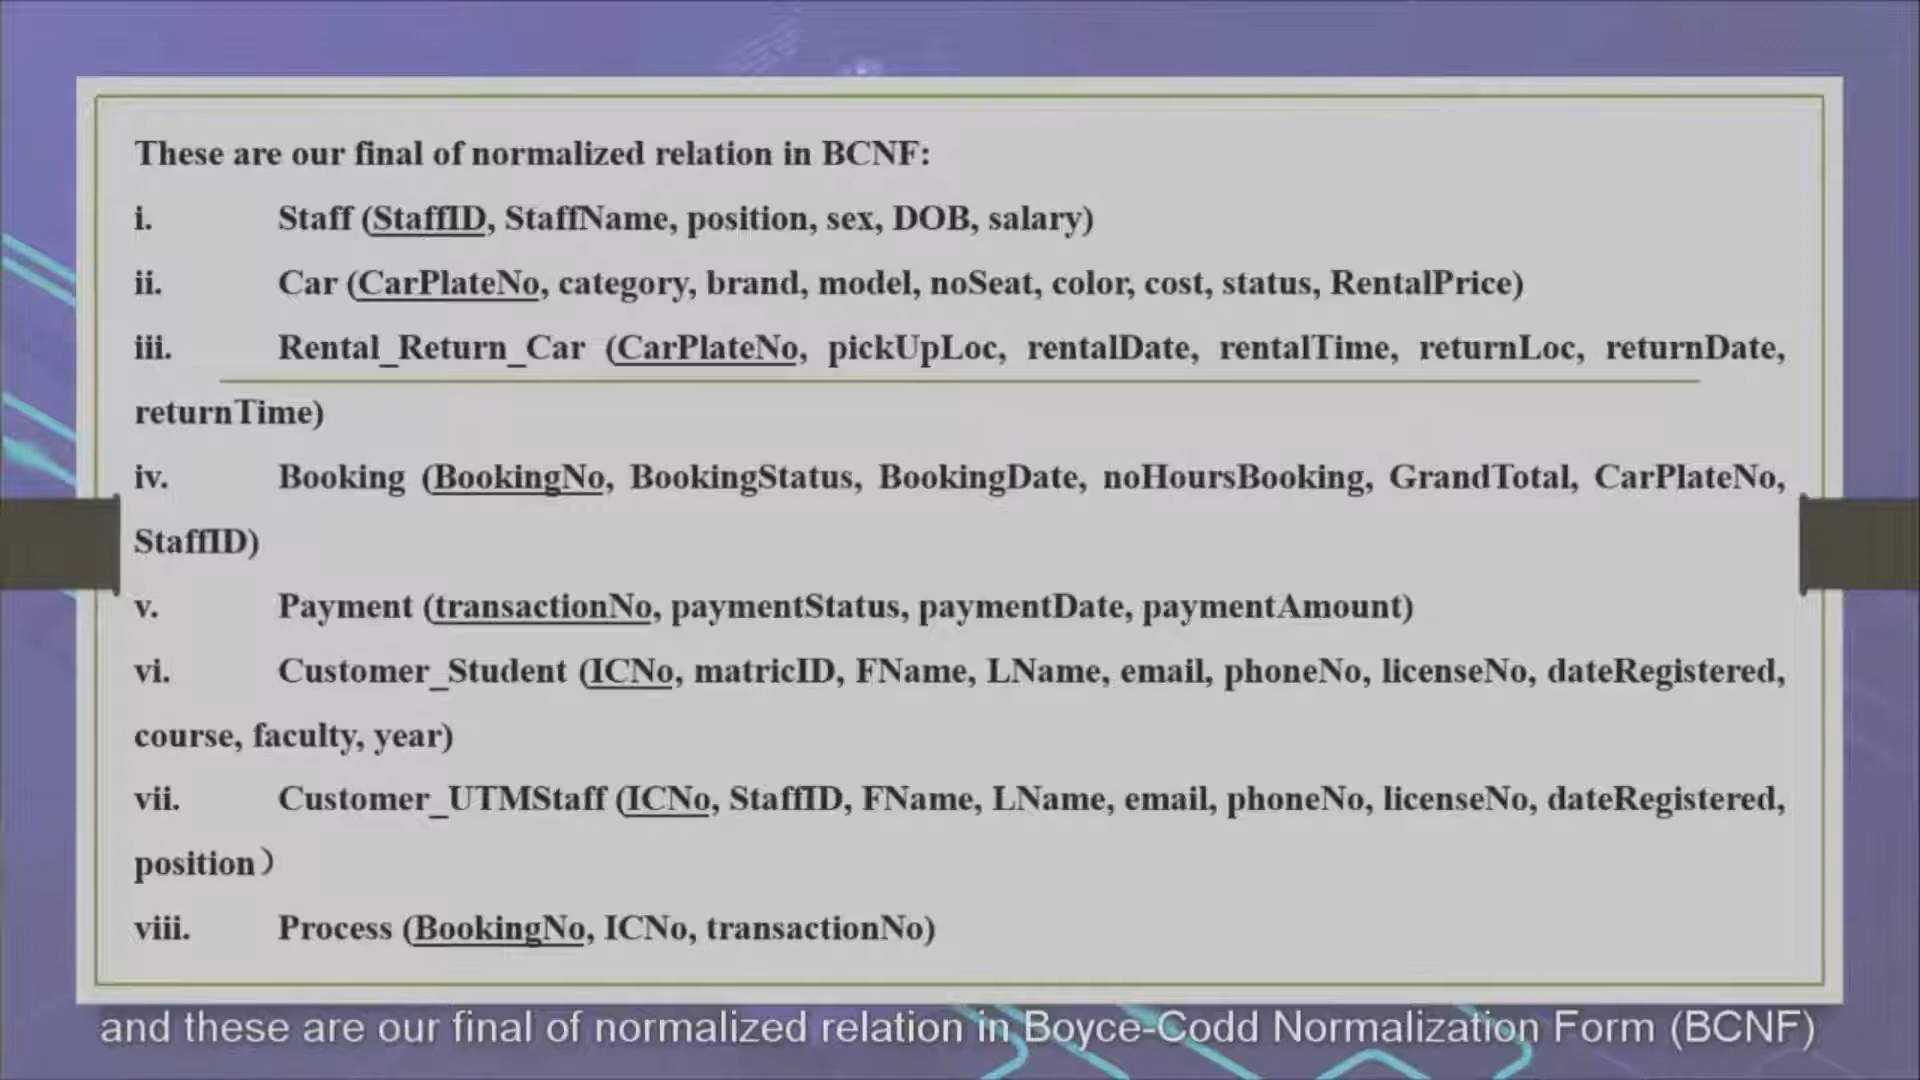 These are our final of normalized relation in BCNF:
i. Staff (StaffID, StaffName, position, sex, DOB, salary)
ii. Car (CarPlateNo, category, brand, model, noSeat, color, cost, status, RentalPrice)
iii. Rental_Return_Car (CarPlateNo, pickUpLoc, rentalDate, rentalTime, returnLoc, returnDate,
returnTime)
iv. Booking (BookingNo, BookingStatus, BookingDate, noHoursBooking, GrandTotal, CarPlateNo,
StaffID)
v. Payment (transactionNo, paymentStatus, paymentDate, paymentAmount)
vi. Customer_Student (ICNo, matricID, FName, LName, email, phoneNo, licenseNo, dateRegistered,
course, faculty, year)
vii. Customer_UTMStaff (ICNo, StaffID, FName, LName, email, phoneNo, licenseNo, dateRegistered,
position）
viii. Process (BookingNo, ICNo, transactionNo)
and these are our final of normalized relation in Boyce-Codd Normalization Form (BCNF)